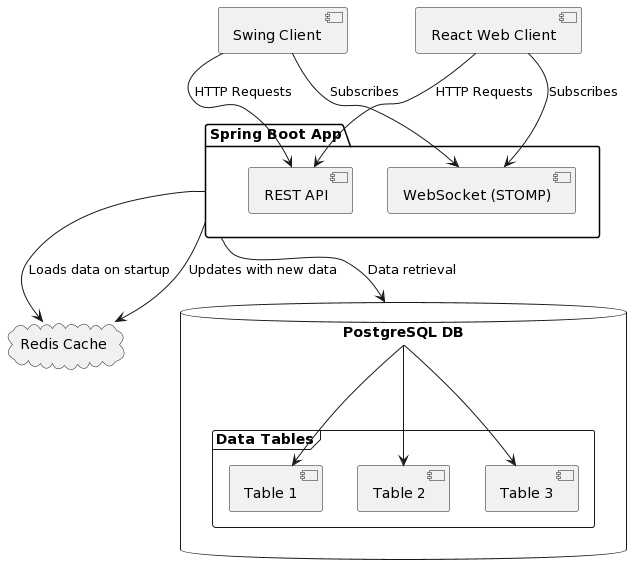 Swing Client
React Web Client
HTTP Requests
Subscribes
HTTP Requests
Subscribes
Spring Boot App
REST API
WebSocket (STOMP)
Loads data on startup
Updates with new data
Data retrieval
PostgreSQL DB
Redis Cache
Data Tables
Table 1
Table 2
Table 3